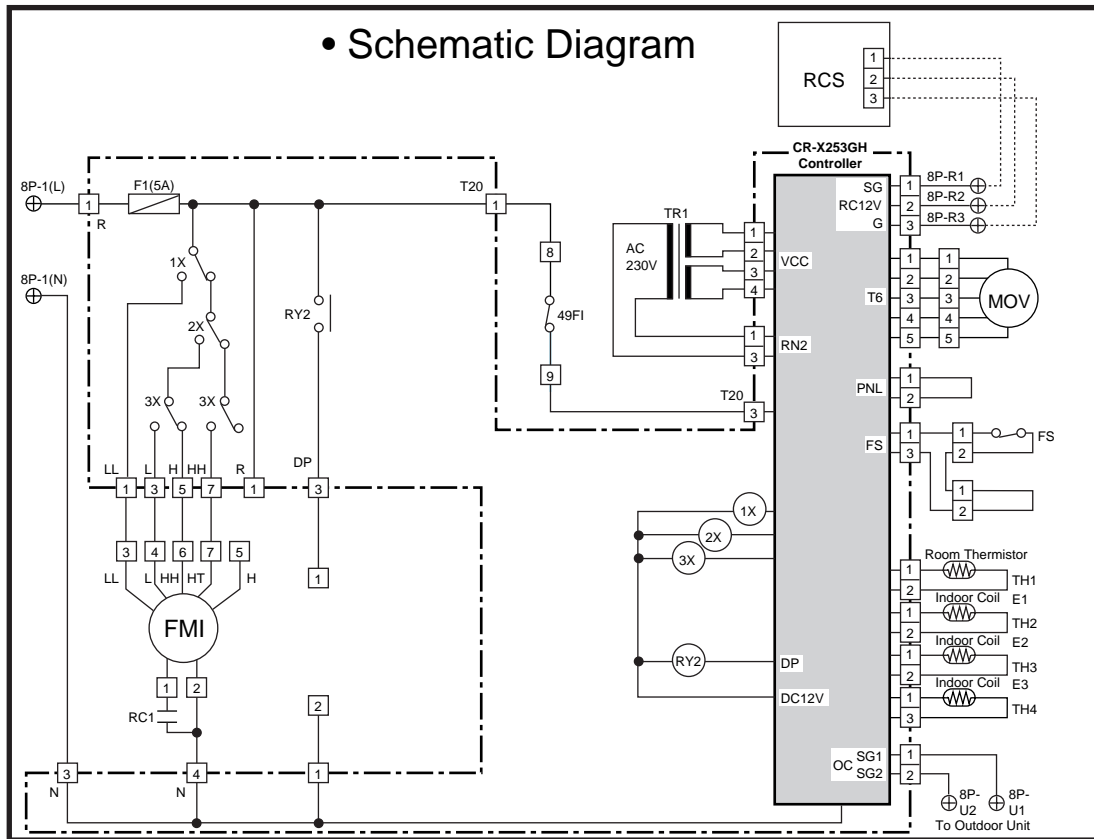 • Schematic Diagram
RCS
1
2
3
CR-X253GH
Controller
8P-1(L)
1
R
F1(5A)
T20
1
8P-1(N)
1X
2X
3X
3X
RY2
8
49FI
9
T20
3
TR1
AC
230V
1
2
3
4
VCC
1
3
RN2
SG
RC12V
G
1
2
3
8P-R1
8P-R2
8P-R3
T6
1
2
3
4
5
1
2
3
4
5
MOV
PNL
1
2
FS
1
3
1
2
FS
1
2
LL
L
H
HH
R
DP
1
3
5
7
1
3
3
4
6
7
5
LL
L
HH
HT
H
FMI
1
2
RC1
1
2
3
N
4
N
1
1X
2X
3X
RY2
DP
DC12V
Room Thermistor
1
2
TH1
Indoor Coil
E1
1
2
TH2
Indoor Coil
E2
1
2
TH3
Indoor Coil
E3
1
3
TH4
OC
SG1
SG2
1
2
8P-
U2
8P-
U1
To Outdoor Unit